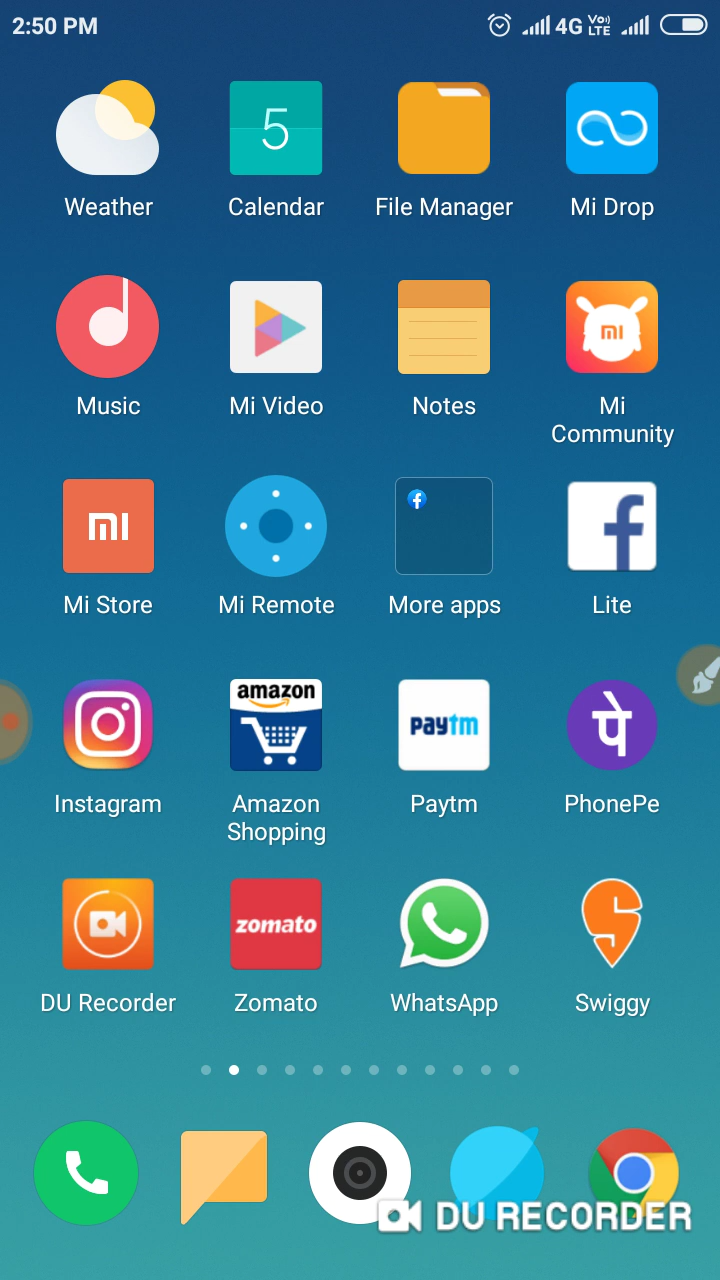 2:50 PM
4G VoLTE
5
Weather
Calendar
File Manager
Mi Drop
mi
Music
Mi Video
Notes
Mi
Community
mi
Mi Store
Mi Remote
More apps
Lite
amazon
paytm
पे
Instagram
Amazon
Shopping
Paytm
PhonePe
zomato
DU Recorder
Zomato
WhatsApp
Swiggy
DU RECORDER